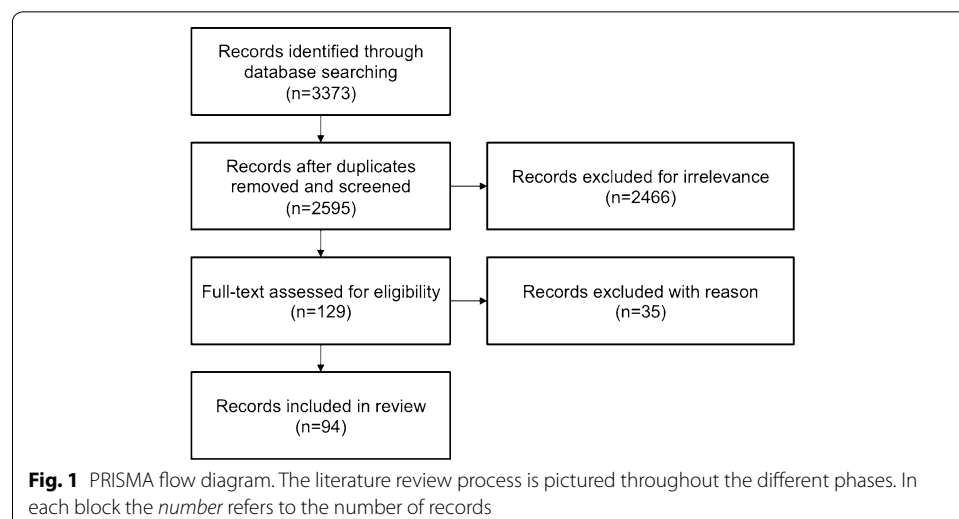 Records identified through
database searching
(n=3373)
Records after duplicates
removed and screened
(n=2595)
Records excluded for irrelevance
(n=2466)
Full-text assessed for eligibility
(n=129)
Records excluded with reason
(n=35)
Records included in review
(n=94)
Fig. 1 PRISMA flow diagram. The literature review process is pictured throughout the different phases. In
each block the number refers to the number of records